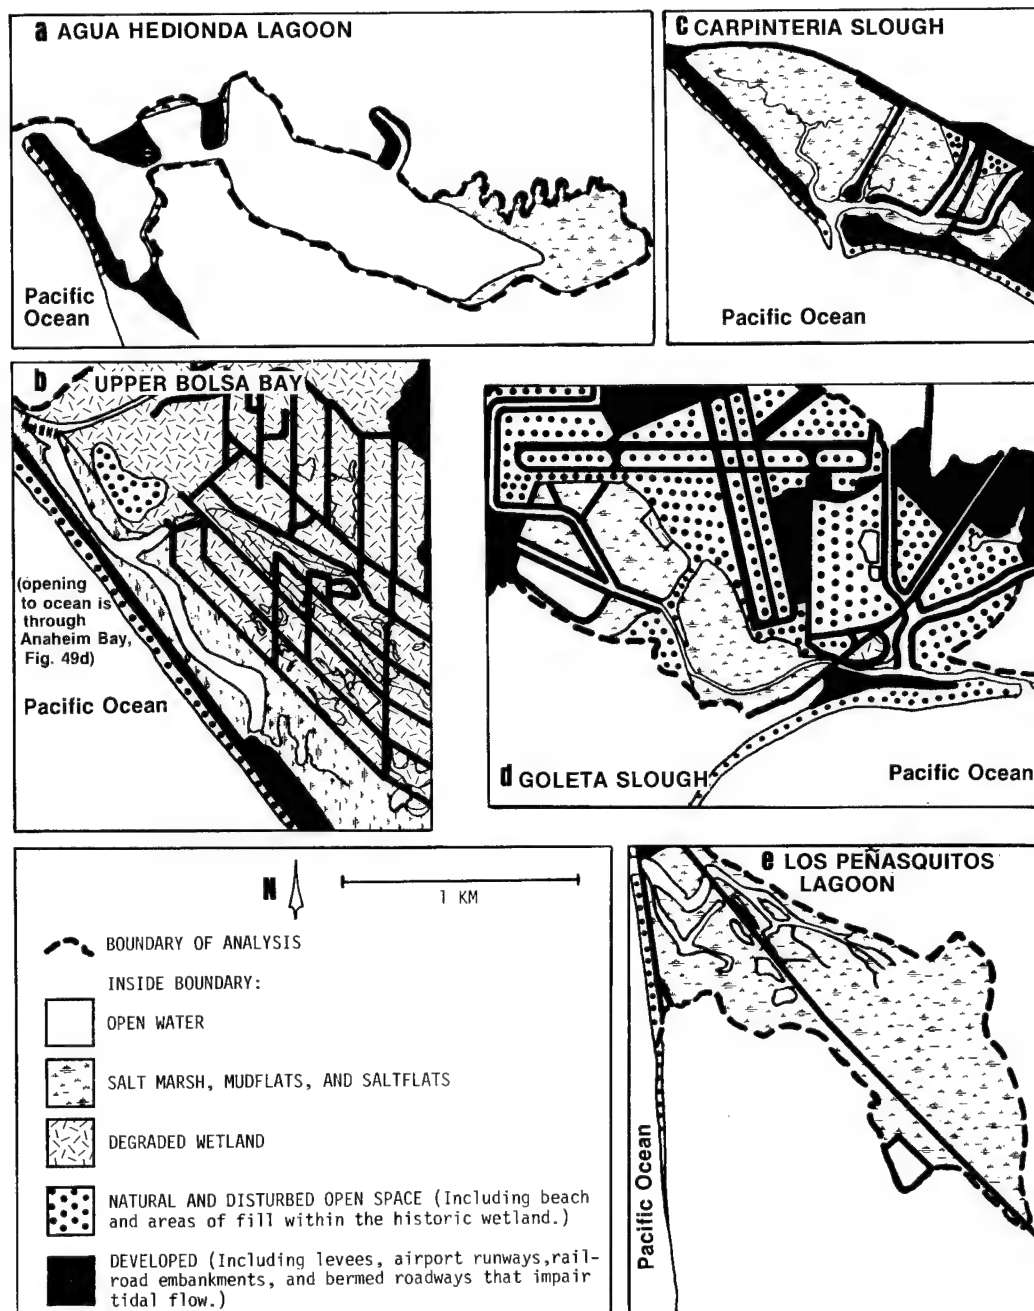 a AGUA HEDIONDA LAGOON
Pacific
Ocean
c CARPINTERIA SLOUGH
Pacific Ocean
b UPPER BOLSA BAY
(opening
to ocean is
through
Anaheim Bay,
Fig. 49d)
Pacific Ocean
d GOLETA SLOUGH
Pacific Ocean
N
1 KM
BOUNDARY OF ANALYSIS
INSIDE BOUNDARY:
OPEN WATER
SALT MARSH, MUDFLATS, AND SALTFLATS
DEGRADED WETLAND
NATURAL AND DISTURBED OPEN SPACE (Including beach
and areas of fill within the historic wetland.)
DEVELOPED (Including levees, airport runways,rail-
road embankments, and bermed roadways that impair
tidal flow.)
e LOS PEÑASQUITOS
LAGOON
Pacific Ocean